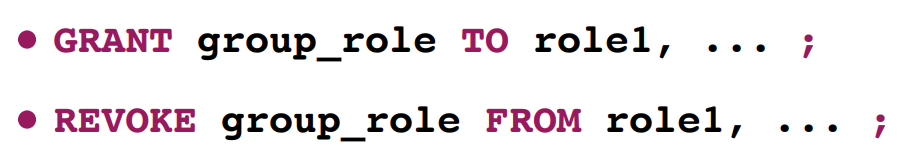 • GRANT group_role TO role1, ... ;
• REVOKE group_role FROM role1, ... ;